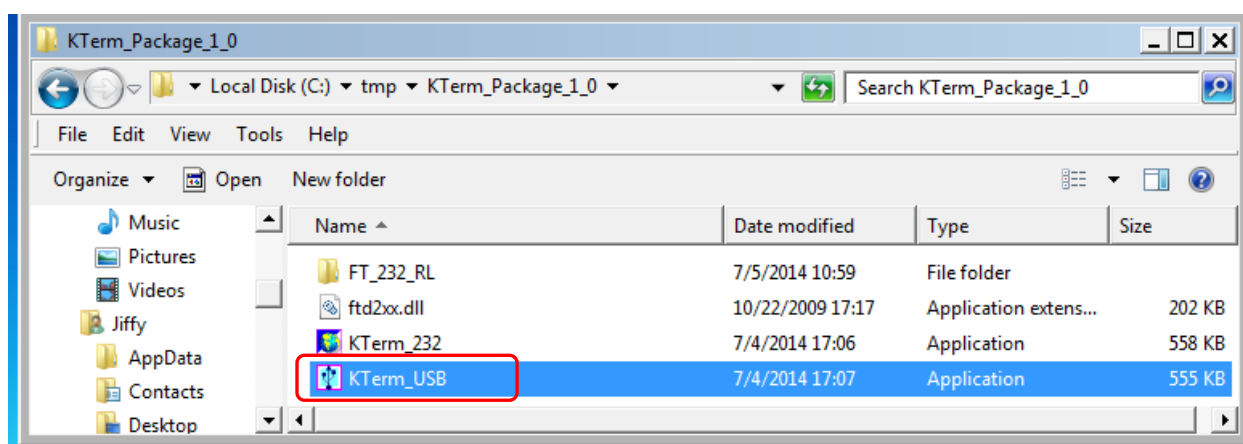 KTerm_Package_1_0
Local Disk (C:) tmp KTerm_Package_1_0 Search KTerm_Package_1_0
File Edit View Tools Help
Organize Open New folder
Music
Pictures
Videos
Jiffy
AppData
Contacts
Desktop
Name Date modified Type Size
FT_232_RL 7/5/2014 10:59 File folder
ftd2xx.dll 10/22/2009 17:17 Application extens... 202 KB
KTerm_232 7/4/2014 17:06 Application 558 KB
KTerm_USB 7/4/2014 17:07 Application 555 KB